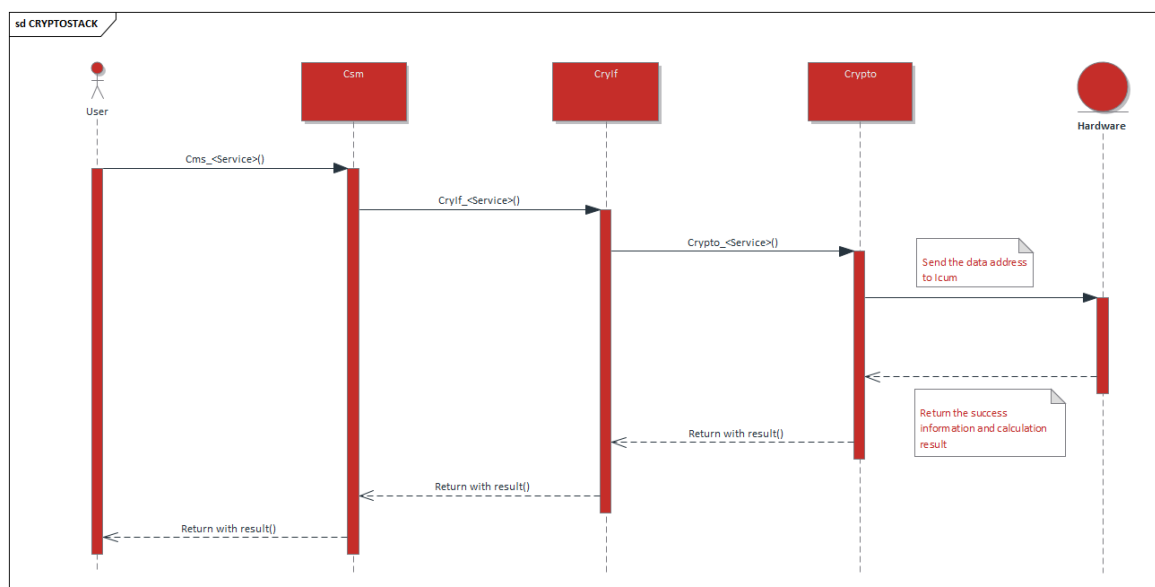 sd CRYPTOSTACK
Csm
CryIf
Crypto
User
Hardware
Cms_<Service>()
CryIf_<Service>()
Crypto_<Service>()
Send the data address
to Icum
Return the success
information and calculation
result
Return with result()
Return with result()
Return with result()